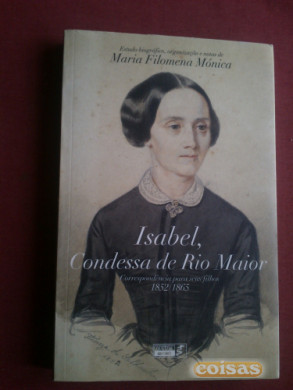 Estudo biográfico, organização e notas de
Maria Filomena Mónica
Isabel,
Condessa de Rio Maior
Correspondência para seus filhos
1852/1865
coisas